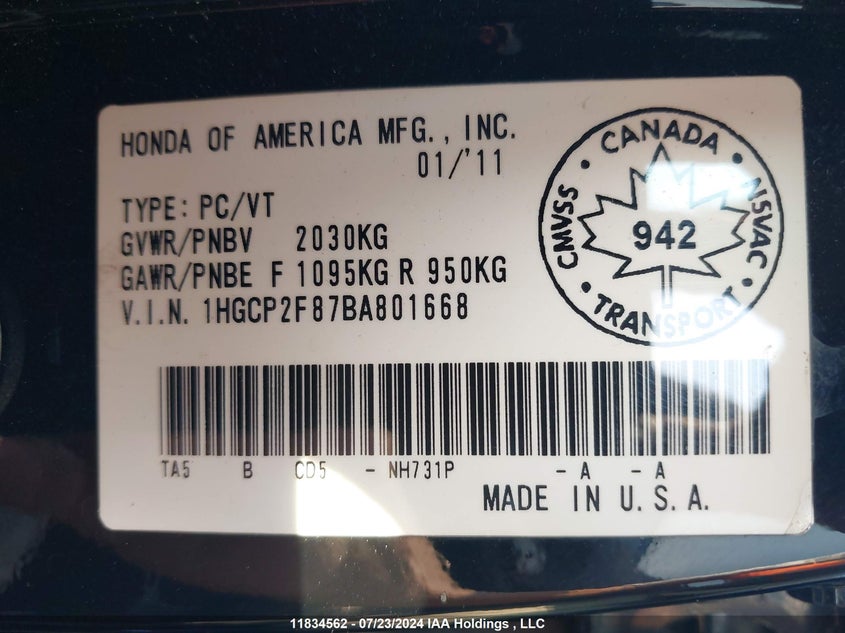 HONDA OF AMERICA MFG., INC.
01/'11
TYPE: PC/VT
GVWR/PNBV 2030KG
GAWR/PNBE F 1095KG R 950KG
V.I.N. 1HGCP2F87BA801668
CANADA
CMVSS
NSVAC
942
TRANSPORT
TA5 B CD5 - NH731P - A - A
MADE IN U.S.A.
11834562 - 07/23/2024 IAA Holdings , LLC